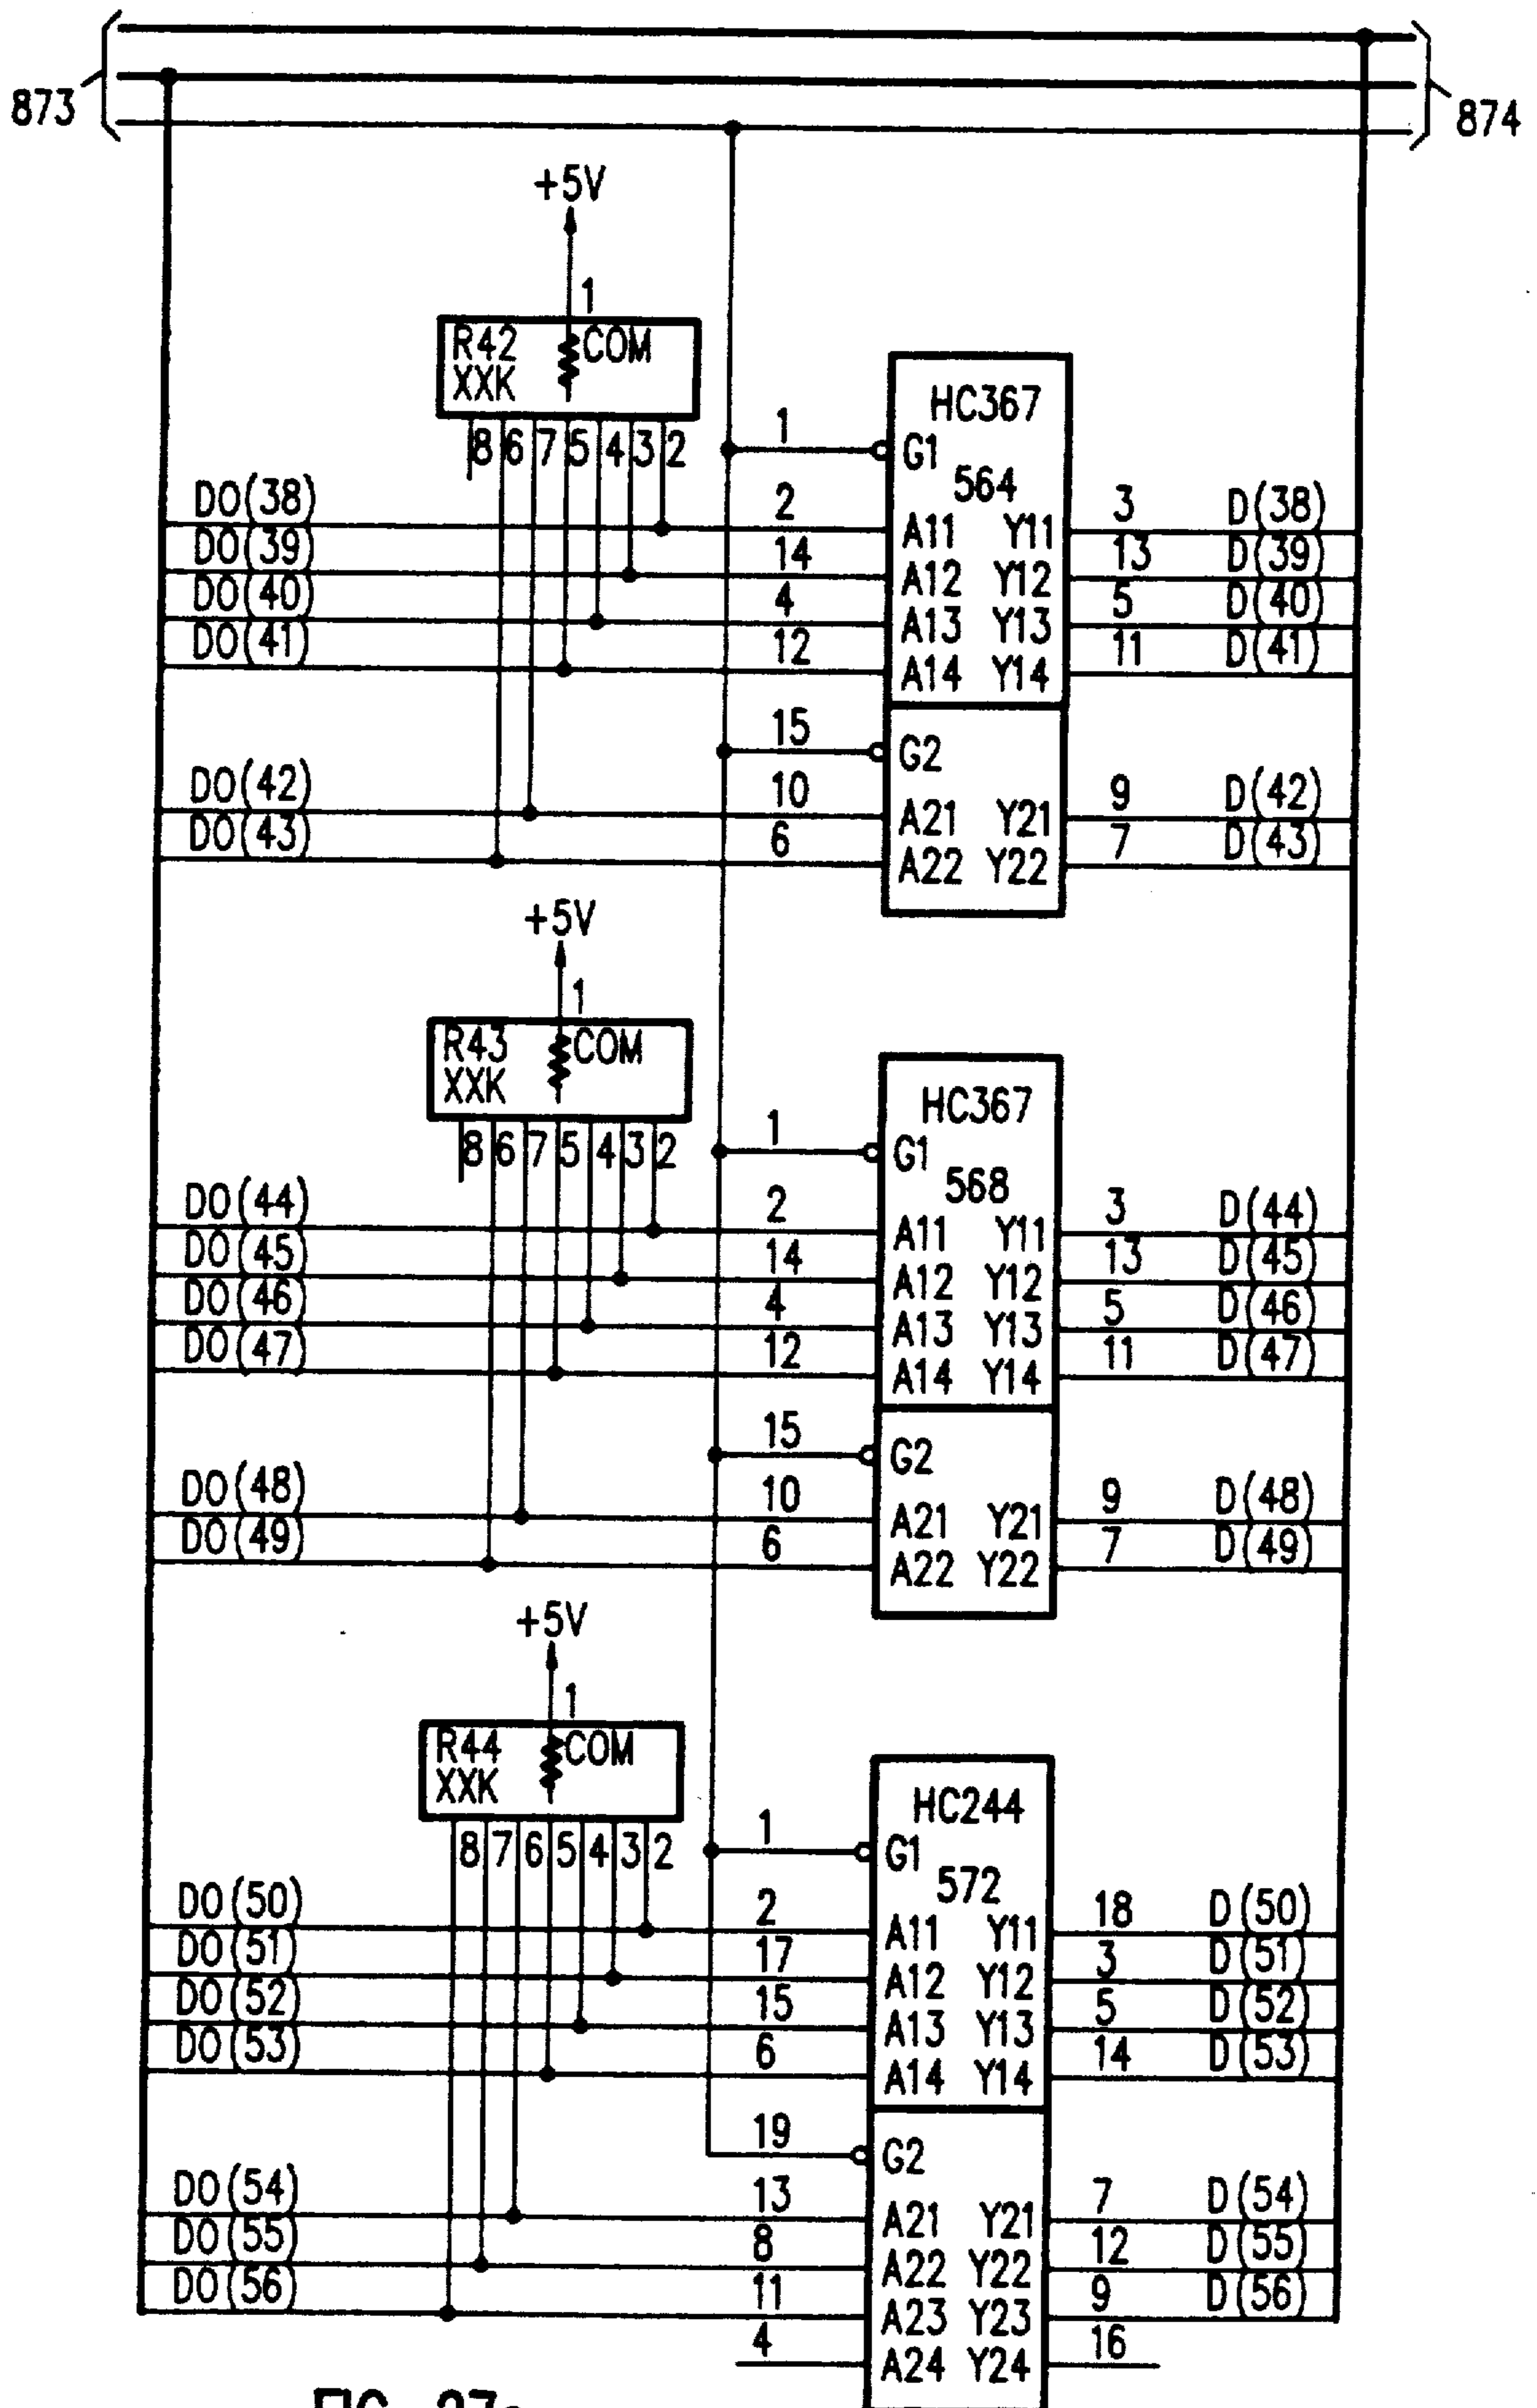 873
874
+5V
1
R42 COM
XXK
8 6 7 5 4 3 2
HC367
1 G1
564
DO(38) 2 A11 Y11 3 D(38)
DO(39) 14 A12 Y12 13 D(39)
DO(40) 4 A13 Y13 5 D(40)
DO(41) 12 A14 Y14 11 D(41)
15 G2
DO(42) 10 A21 Y21 9 D(42)
DO(43) 6 A22 Y22 7 D(43)
+5V
1
R43 COM
XXK
8 6 7 5 4 3 2
HC367
1 G1
568
DO(44) 2 A11 Y11 3 D(44)
DO(45) 14 A12 Y12 13 D(45)
DO(46) 4 A13 Y13 5 D(46)
DO(47) 12 A14 Y14 11 D(47)
15 G2
DO(48) 10 A21 Y21 9 D(48)
DO(49) 6 A22 Y22 7 D(49)
+5V
1
R44 COM
XXK
8 7 6 5 4 3 2
HC244
1 G1
572
DO(50) 2 A11 Y11 18 D(50)
DO(51) 17 A12 Y12 3 D(51)
DO(52) 15 A13 Y13 5 D(52)
DO(53) 6 A14 Y14 14 D(53)
19 G2
DO(54) 13 A21 Y21 7 D(54)
DO(55) 8 A22 Y22 12 D(55)
DO(56) 11 A23 Y23 9 D(56)
4 A24 Y24 16